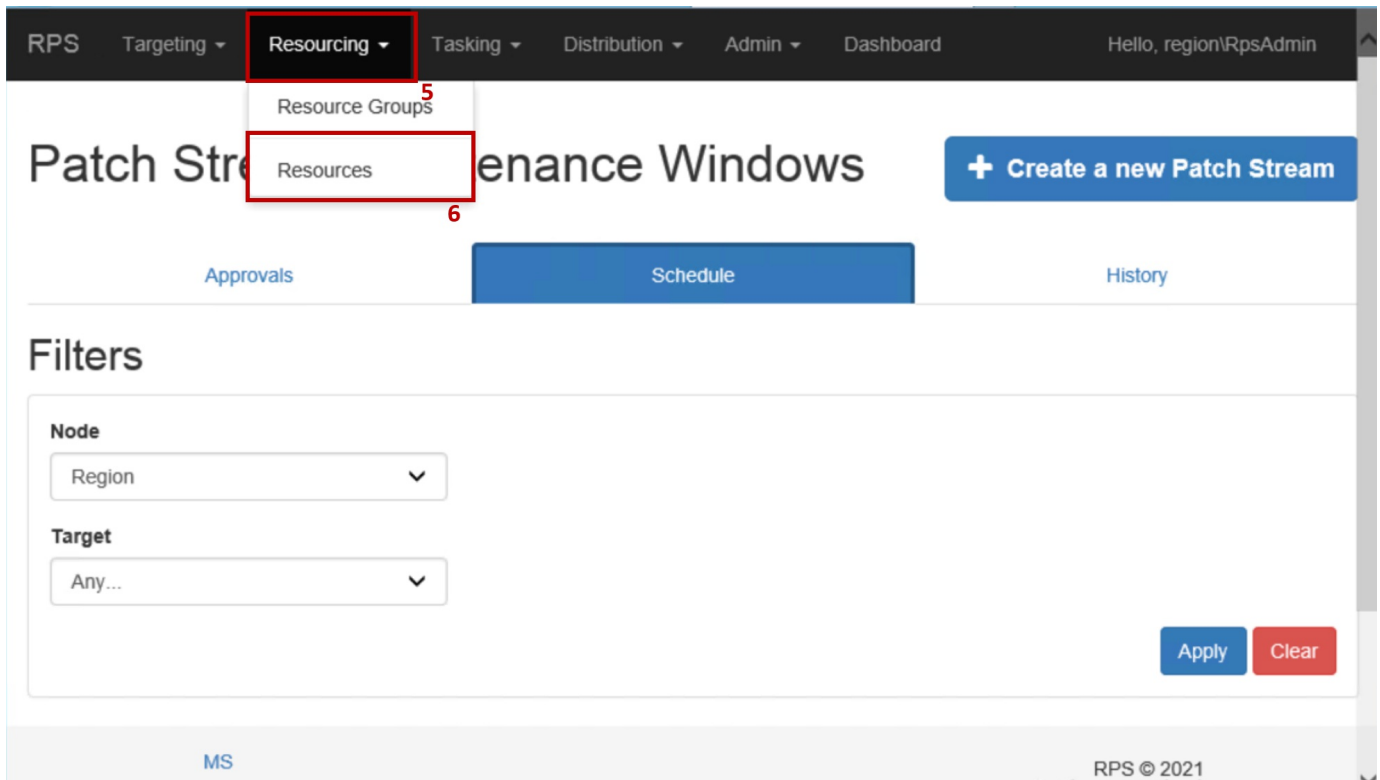 RPS Targeting Resourcing Tasking Distribution Admin Dashboard Hello, region\RpsAdmin
5
Resource Groups
Patch Stre
Resources
enance Windows
+ Create a new Patch Stream
6
Approvals Schedule History
Filters
Node
Region
Target
Any...
Apply Clear
MS
RPS © 2021